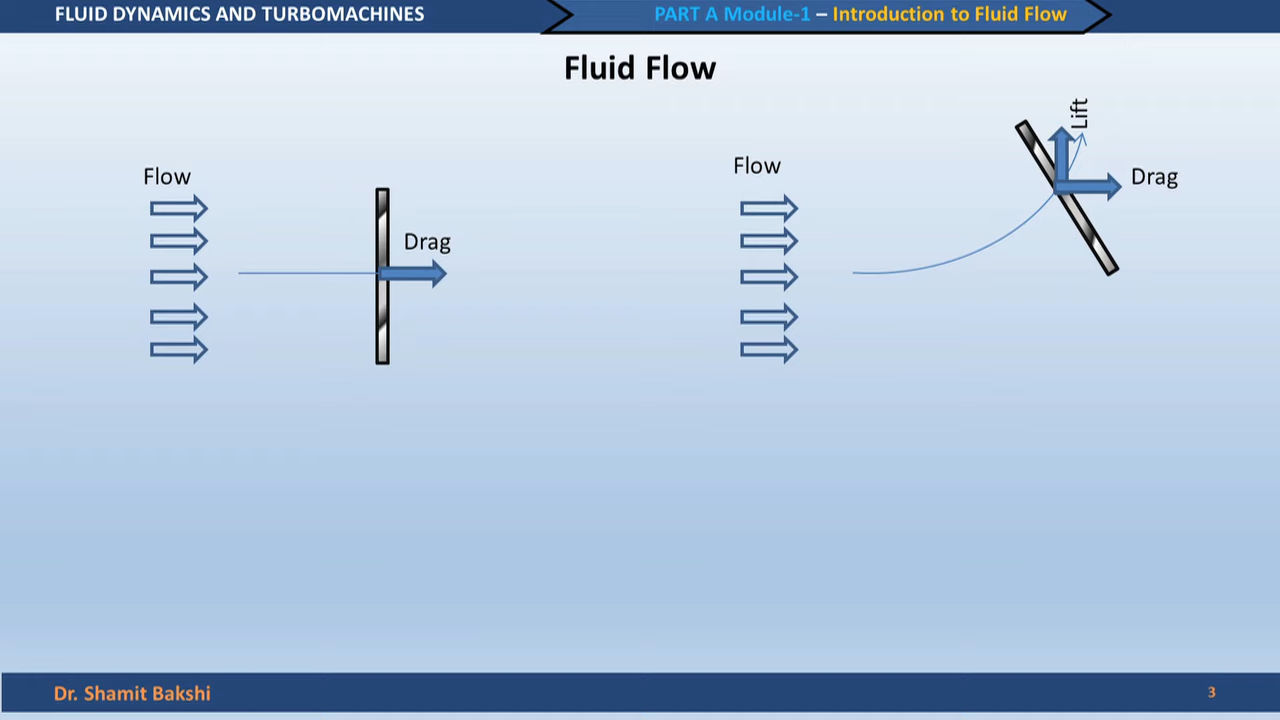 FLUID DYNAMICS AND TURBOMACHINES
PART A Module-1 – Introduction to Fluid Flow
Fluid Flow
Flow
Drag
Flow
Lift
Drag
Dr. Shamit Bakshi
3